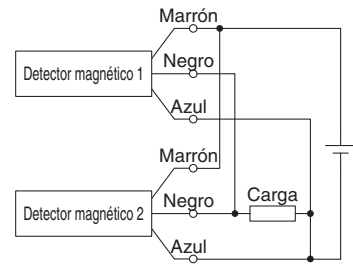 Marrón
Detector magnético 1
Negro
Azul
Marrón
Detector magnético 2
Negro
Carga
Azul